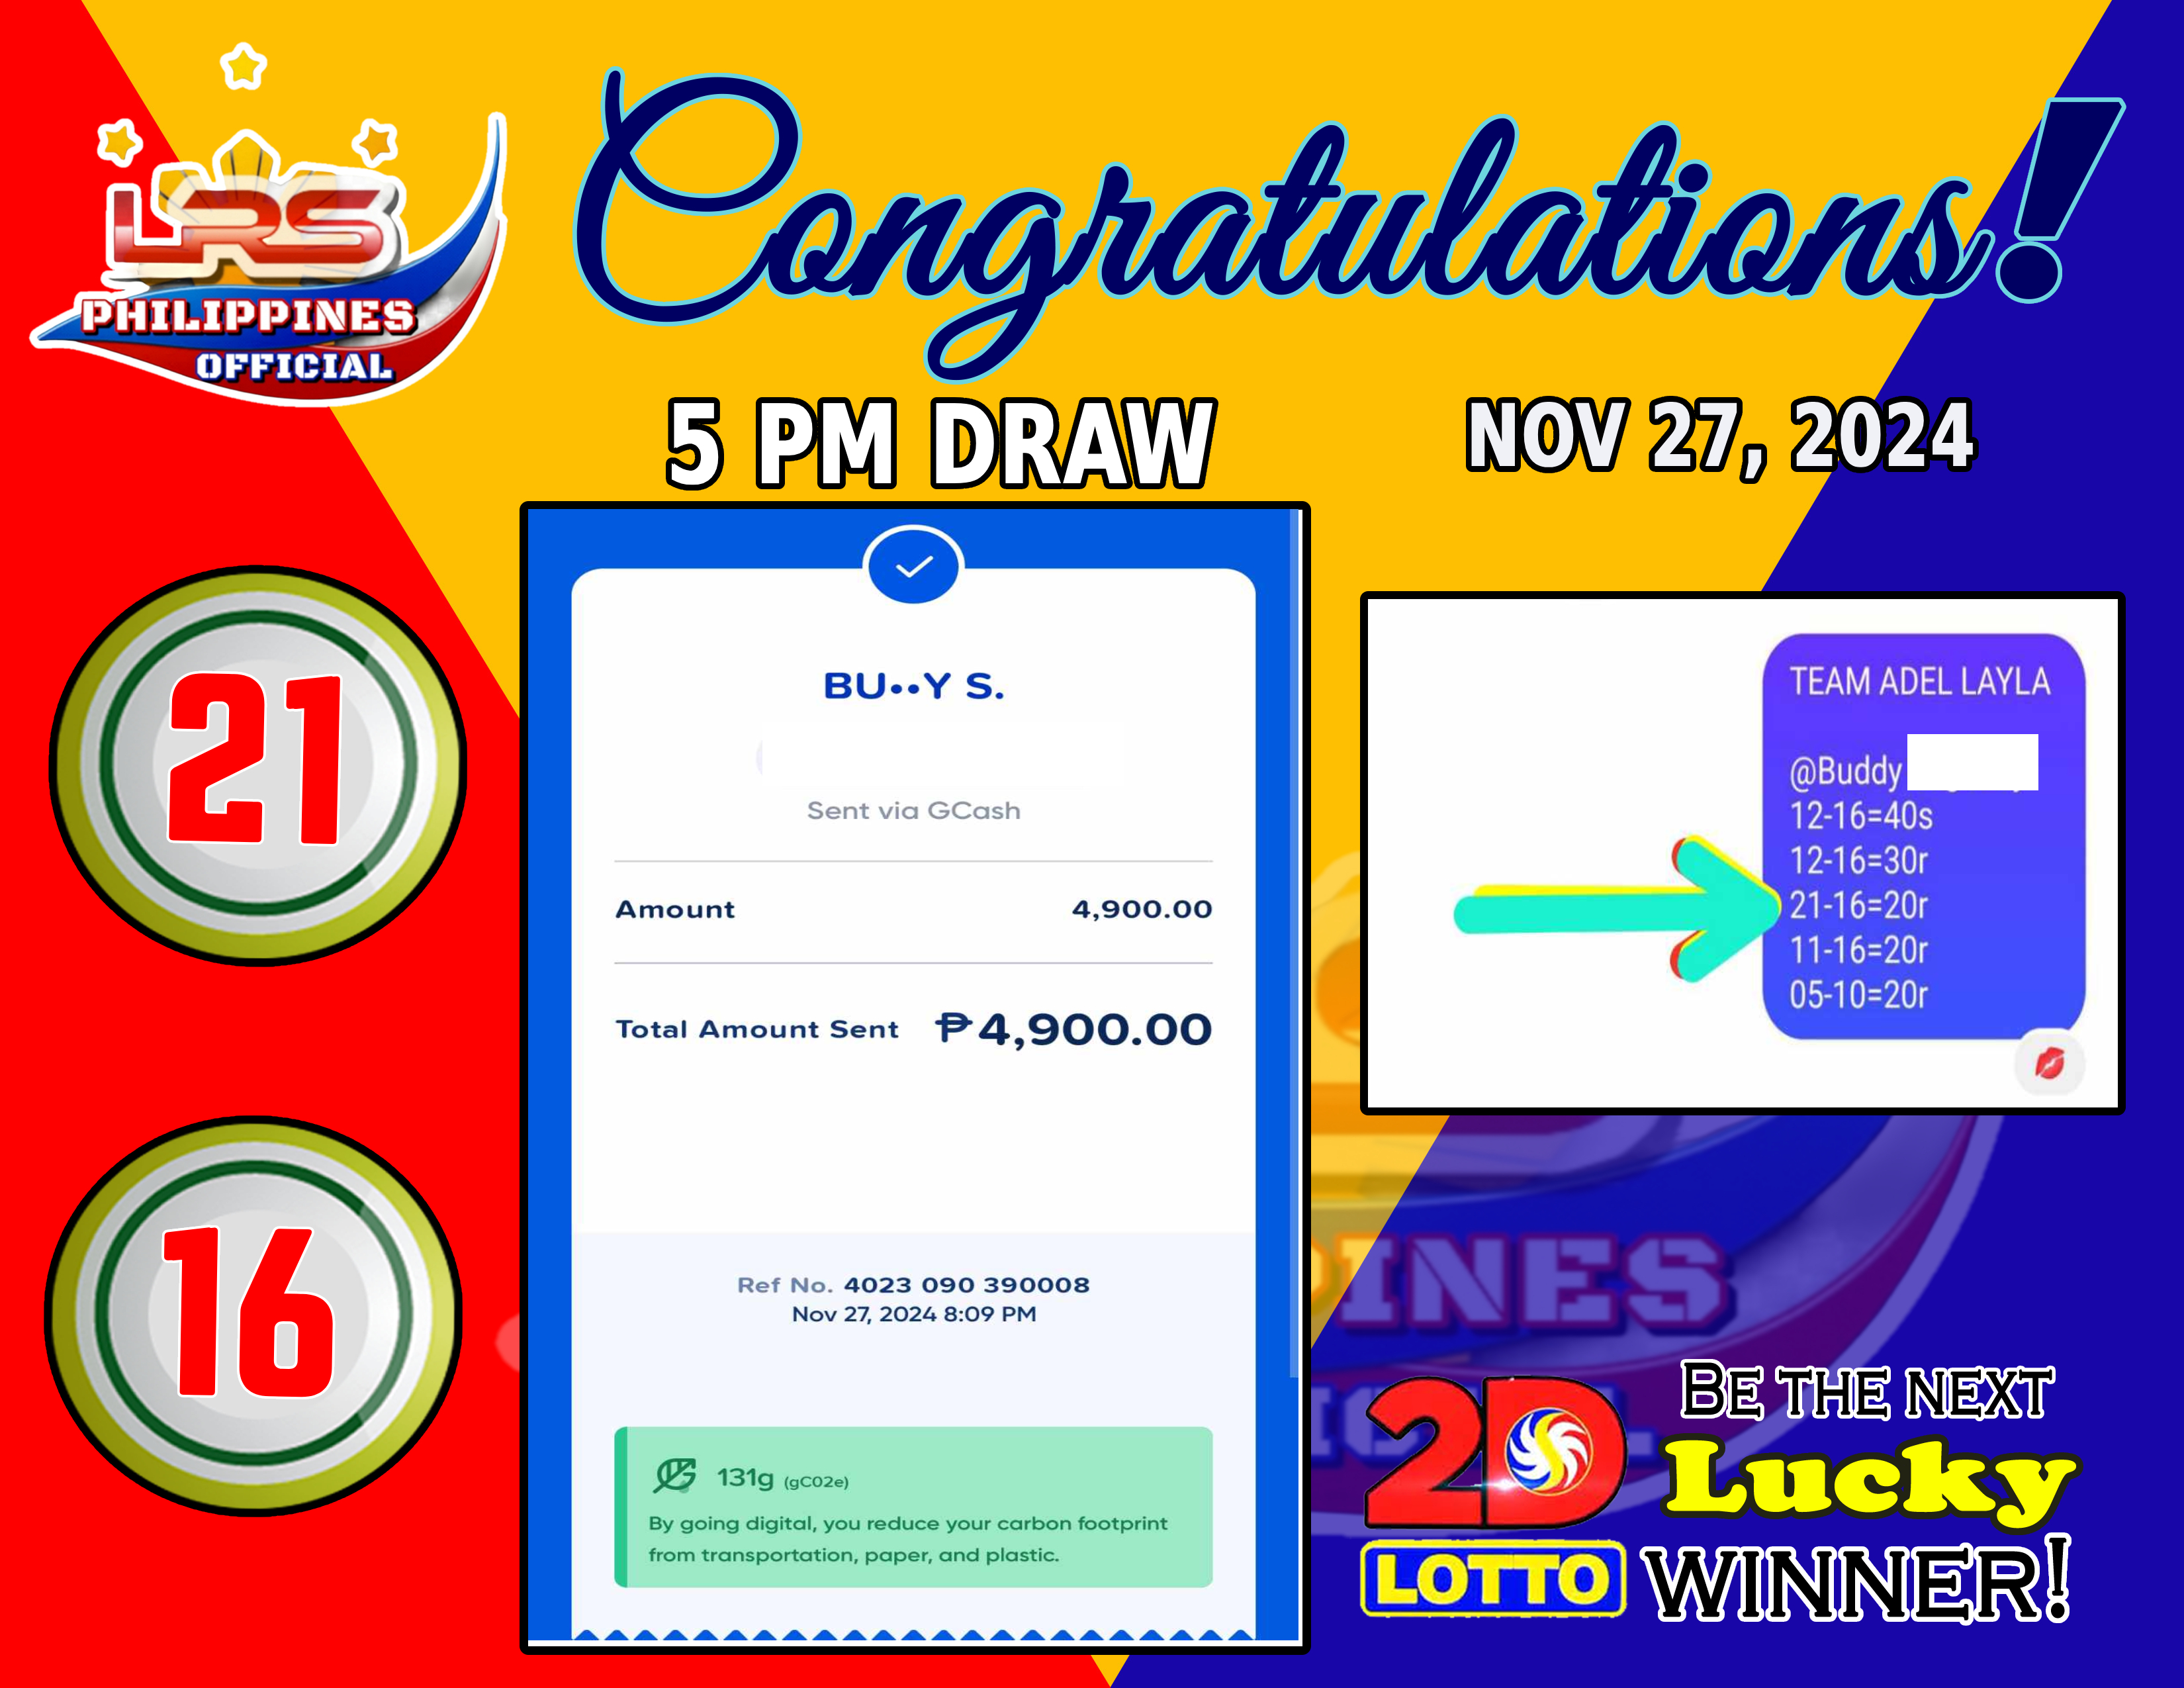 LRS
PHILIPPINES
OFFICIAL
Congratulations!
5 PM DRAW
NOV 27, 2024
21
16
BU••Y S.
Sent via GCash
Amount 4,900.00
Total Amount Sent ₱4,900.00
Ref No. 4023 090 390008
Nov 27, 2024 8:09 PM
131g (gCO2e)
By going digital, you reduce your carbon footprint
from transportation, paper, and plastic.
TEAM ADEL LAYLA
@Buddy
12-16=40s
12-16=30r
21-16=20r
11-16=20r
05-10=20r
PINES
2D
LOTTO
BE THE NEXT
Lucky
WINNER!